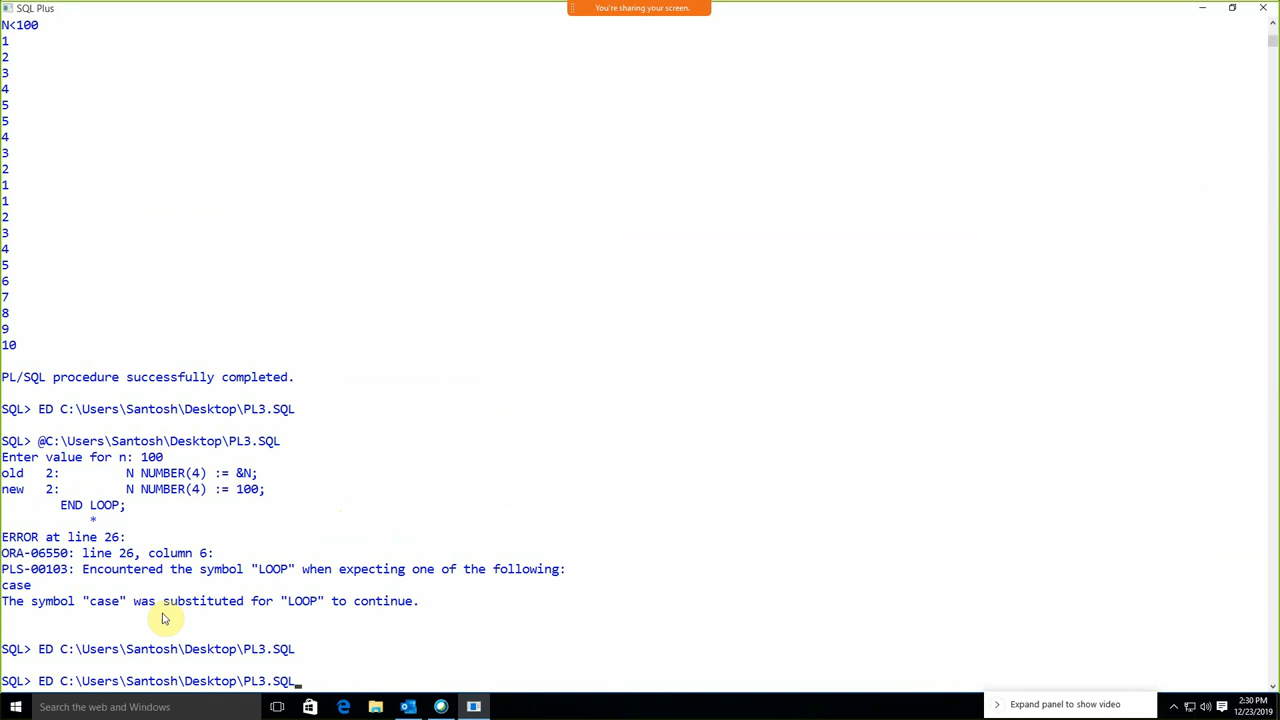 SQL Plus
You're sharing your screen.
N<100
1
2
3
4
5
5
4
3
2
1
1
2
3
4
5
6
7
8
9
10
PL/SQL procedure successfully completed.
SQL> ED C:\Users\Santosh\Desktop\PL3.SQL
SQL> @C:\Users\Santosh\Desktop\PL3.SQL
Enter value for n: 100
old 2: N NUMBER(4) := &N;
new 2: N NUMBER(4) := 100;
END LOOP;
*
ERROR at line 26:
ORA-06550: line 26, column 6:
PLS-00103: Encountered the symbol "LOOP" when expecting one of the following:
case
The symbol "case" was substituted for "LOOP" to continue.
SQL> ED C:\Users\Santosh\Desktop\PL3.SQL
SQL> ED C:\Users\Santosh\Desktop\PL3.SQL
Search the web and Windows
Expand panel to show video
2:30 PM
12/23/2019